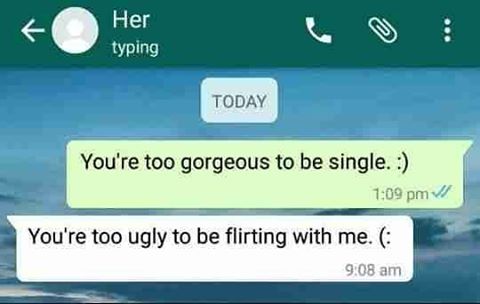 Her
typing
TODAY
You're too gorgeous to be single. :)
1:09 pm
You're too ugly to be flirting with me. (:
9:08 am